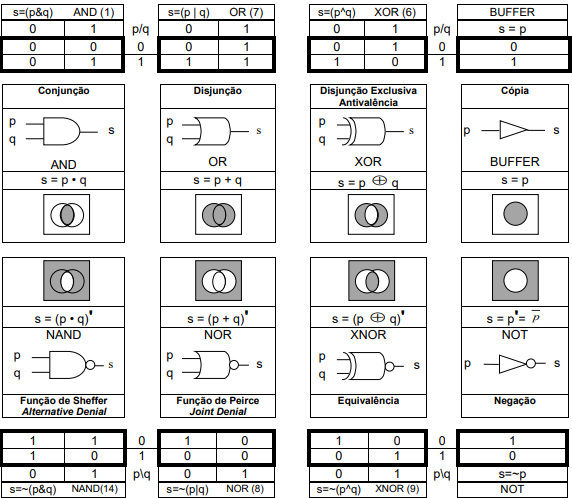 s=(p&q) AND (1) s=(p | q) OR (7) s=(p^q) XOR (6) BUFFER
0 1 p/q 0 1 0 1 p/q s = p
0 0 0 0 1 0 1 0 0
0 1 1 1 1 1 0 1 1
Conjunção Disjunção Disjunção Exclusiva Cópia
Antivalência
p p p
s s s p s
q q q
AND OR XOR BUFFER
s = p • q s = p + q s = p ⊕ q s = p
s = (p • q)' s = (p + q)' s = (p ⊕ q)' s = p'= p̅
NAND NOR XNOR NOT
p p p
s s s p s
q q q
Função de Sheffer Função de Peirce Equivalência Negação
Alternative Denial Joint Denial
1 1 0 1 0 1 0 0 1
1 0 1 0 0 0 1 1 0
0 1 p\q 0 1 0 1 p\q s=~p
s=~(p&q) NAND(14) s=~(p|q) NOR (8) s=~(p^q) XNOR (9) NOT